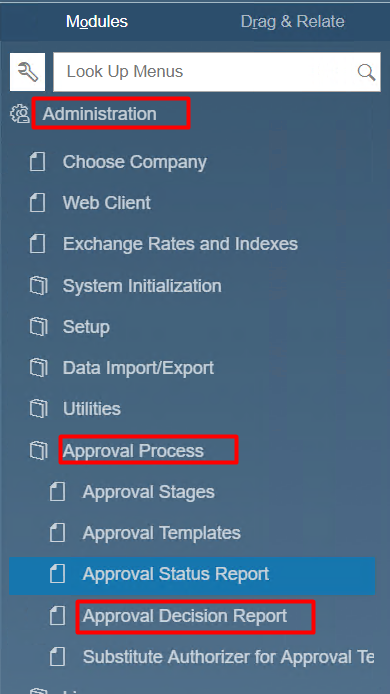 Modules Drag & Relate
Look Up Menus
Administration
Choose Company
Web Client
Exchange Rates and Indexes
System Initialization
Setup
Data Import/Export
Utilities
Approval Process
Approval Stages
Approval Templates
Approval Status Report
Approval Decision Report
Substitute Authorizer for Approval Te